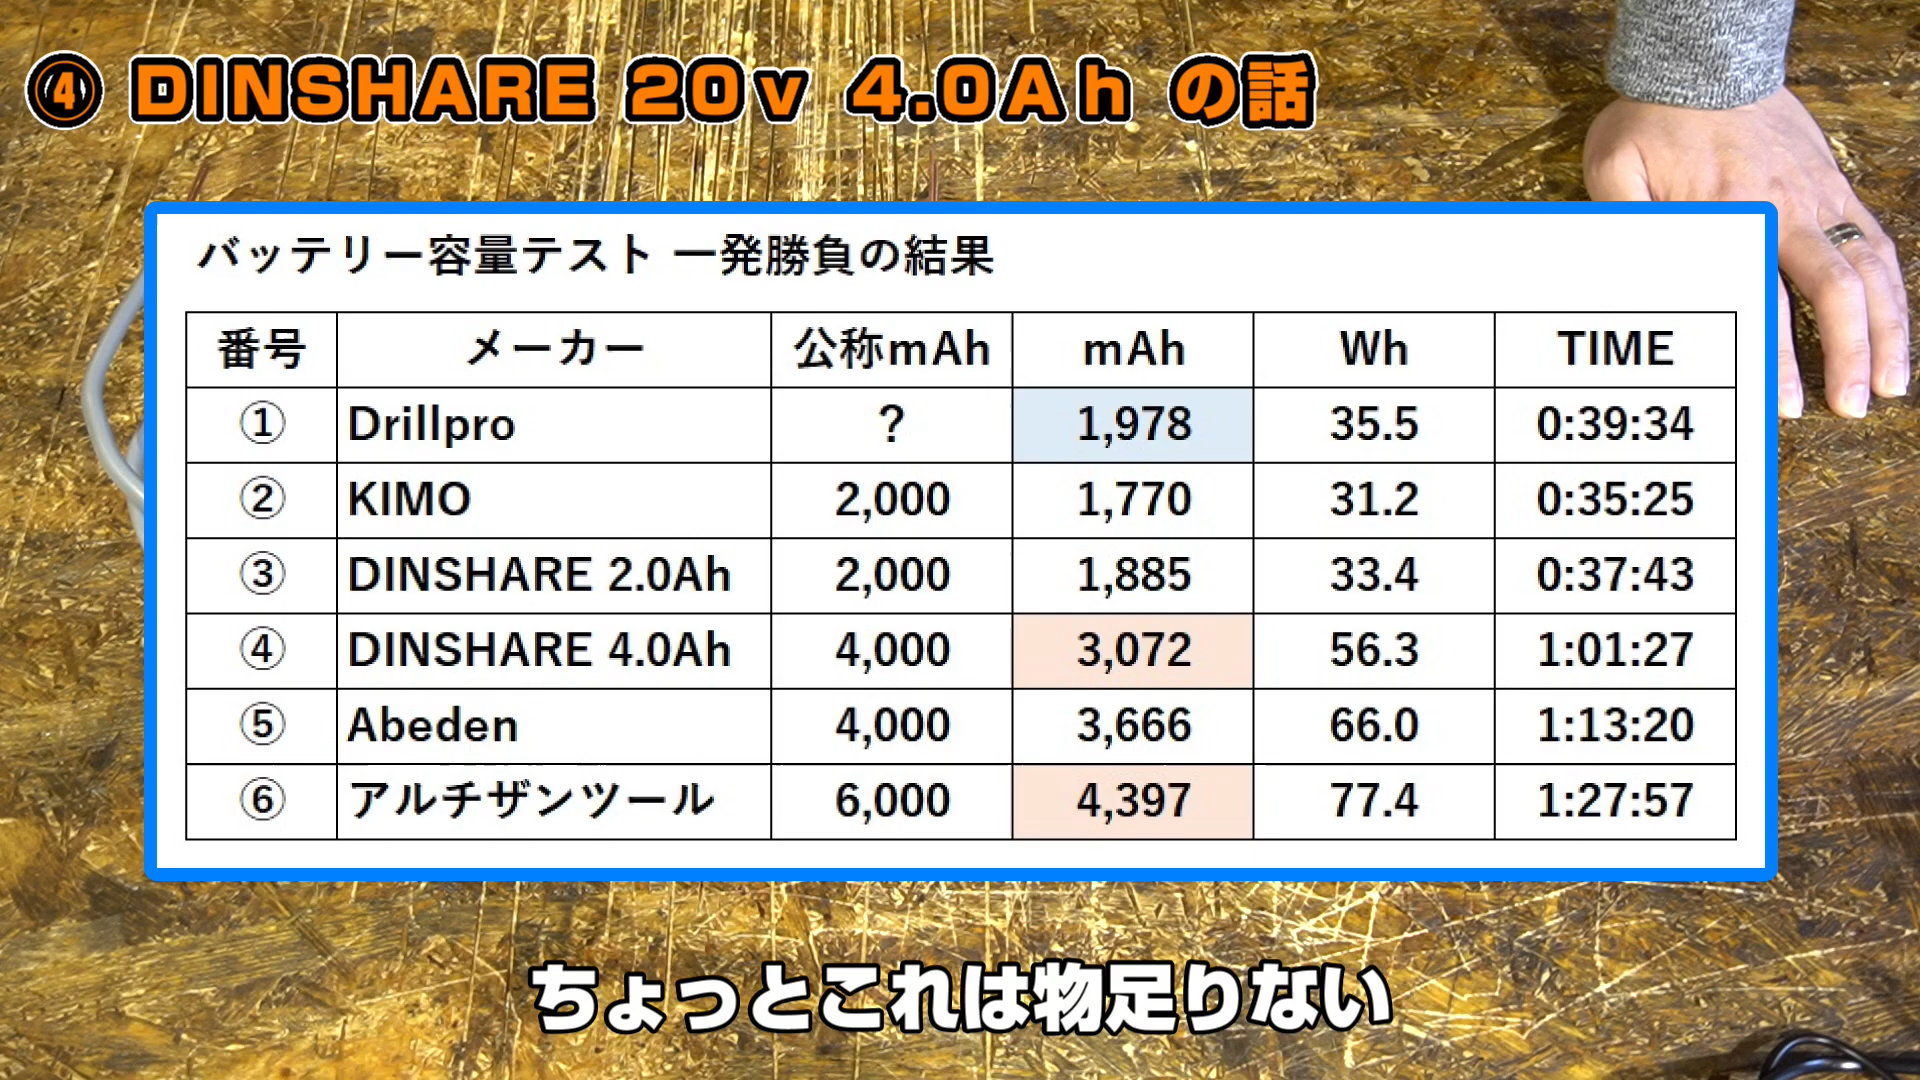 ④ DINSHARE 20v 4.0Ah の話
バッテリー容量テスト 一発勝負の結果
番号 メーカー 公称mAh mAh Wh TIME
① Drillpro ? 1,978 35.5 0:39:34
② KIMO 2,000 1,770 31.2 0:35:25
③ DINSHARE 2.0Ah 2,000 1,885 33.4 0:37:43
④ DINSHARE 4.0Ah 4,000 3,072 56.3 1:01:27
⑤ Abeden 4,000 3,666 66.0 1:13:20
⑥ アルチザンツール 6,000 4,397 77.4 1:27:57
ちょっとこれは物足りない